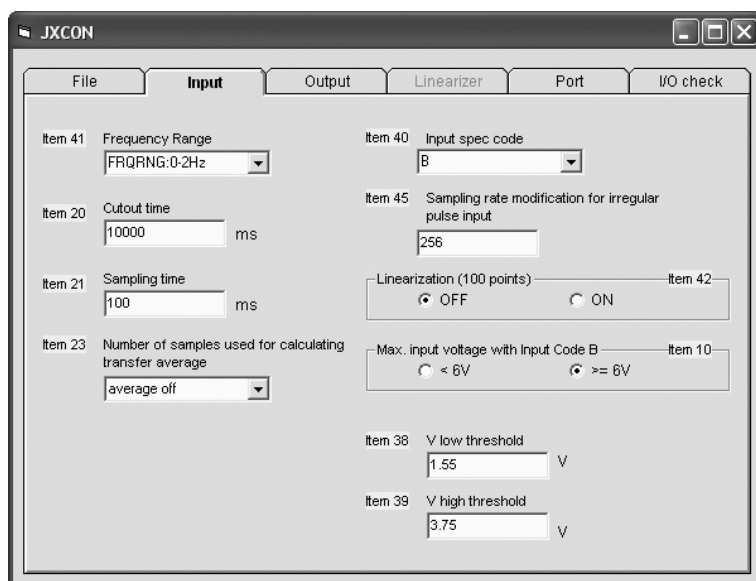 JXCON
File Input Output Linearizer Port I/O check
Item 41 Frequency Range
FRQRNG:0-2Hz
Item 20 Cutout time
10000 ms
Item 21 Sampling time
100 ms
Item 23 Number of samples used for calculating
transfer average
average off
Item 40 Input spec code
B
Item 45 Sampling rate modification for irregular
pulse input
256
Linearization (100 points) Item 42
OFF ON
Max. input voltage with Input Code B Item 10
< 6V >= 6V
Item 38 V low threshold
1.55 V
Item 39 V high threshold
3.75 V